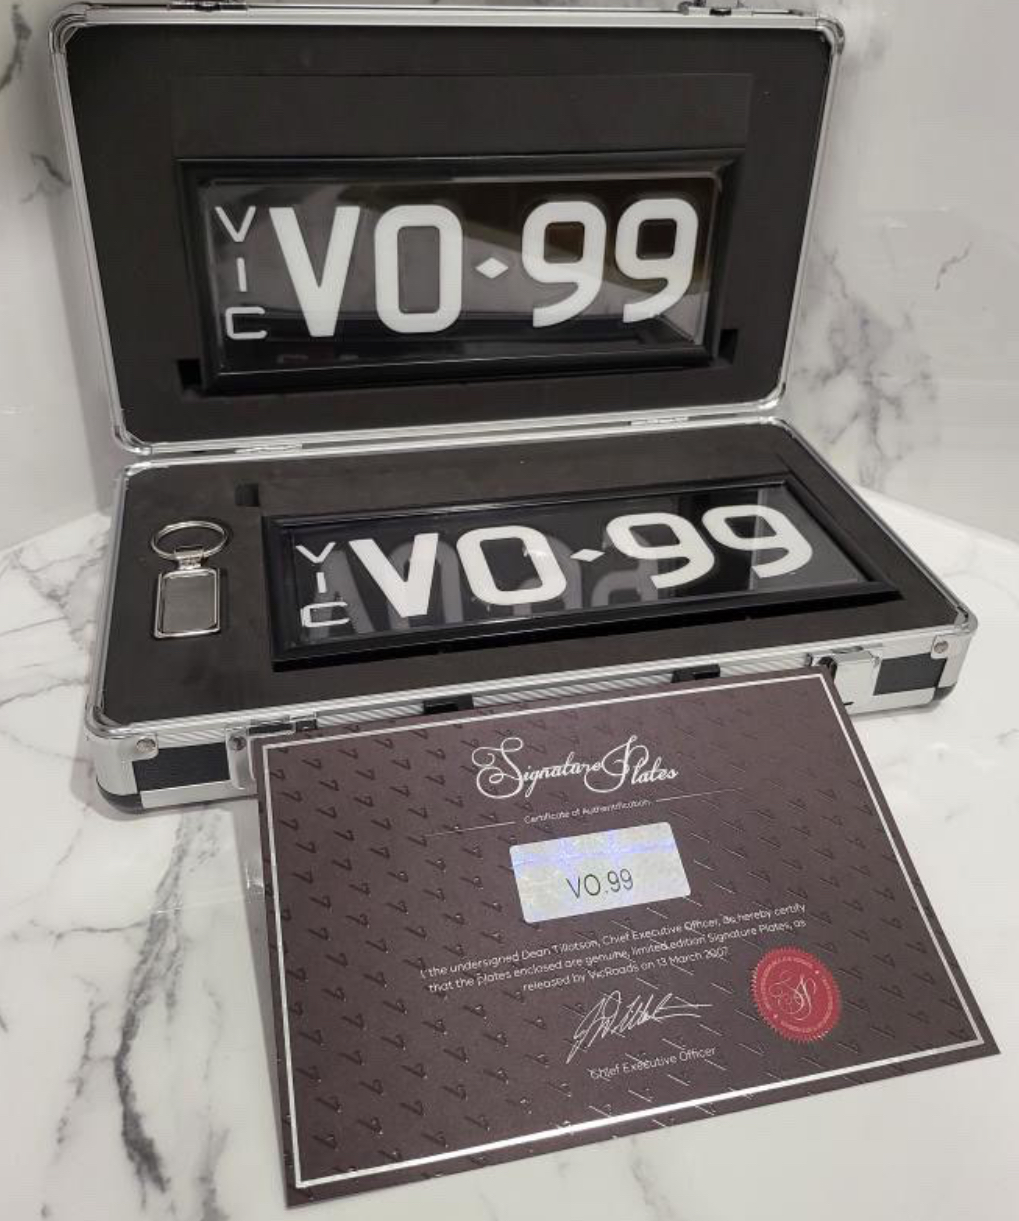 VIC VO·99
VIC VO·99
Signature Plates
Certificate of Authentification
VO.99
I, the undersigned Dean Tillotson, Chief Executive Officer, do hereby certify
that the Plates enclosed are genuine, limited edition Signature Plates, as
released by VicRoads on 13 March 2007
Chief Executive Officer